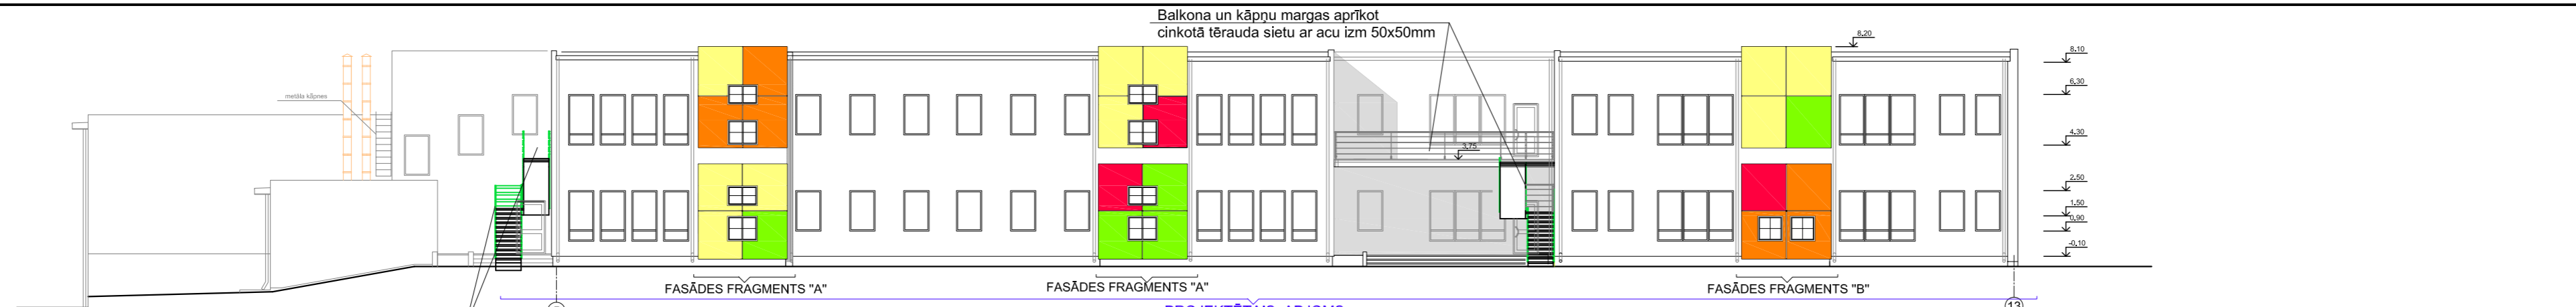 Balkona un kāpņu margas aprīkot
cinkotā tērauda sietu ar acu izm 50x50mm
8.20
8.10
6.30
metāla kāpnes
4.30
3.75
2.50
1.50
0.90
-0.10
FASĀDES FRAGMENTS "A"
FASĀDES FRAGMENTS "A"
FASĀDES FRAGMENTS "B"
13